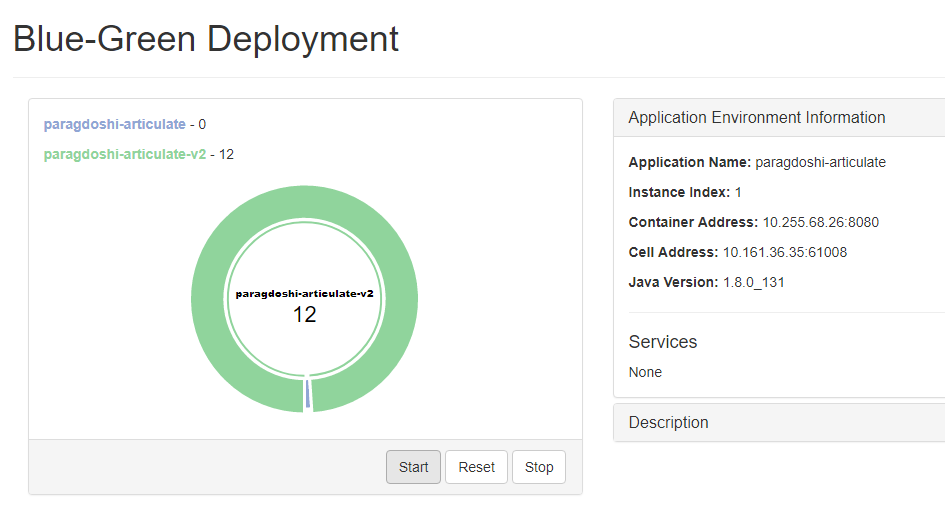 Blue-Green Deployment
paragdoshi-articulate - 0
paragdoshi-articulate-v2 - 12
paragdoshi-articulate-v2
12
Start Reset Stop
Application Environment Information
Application Name: paragdoshi-articulate
Instance Index: 1
Container Address: 10.255.68.26:8080
Cell Address: 10.161.36.35:61008
Java Version: 1.8.0_131
Services
None
Description